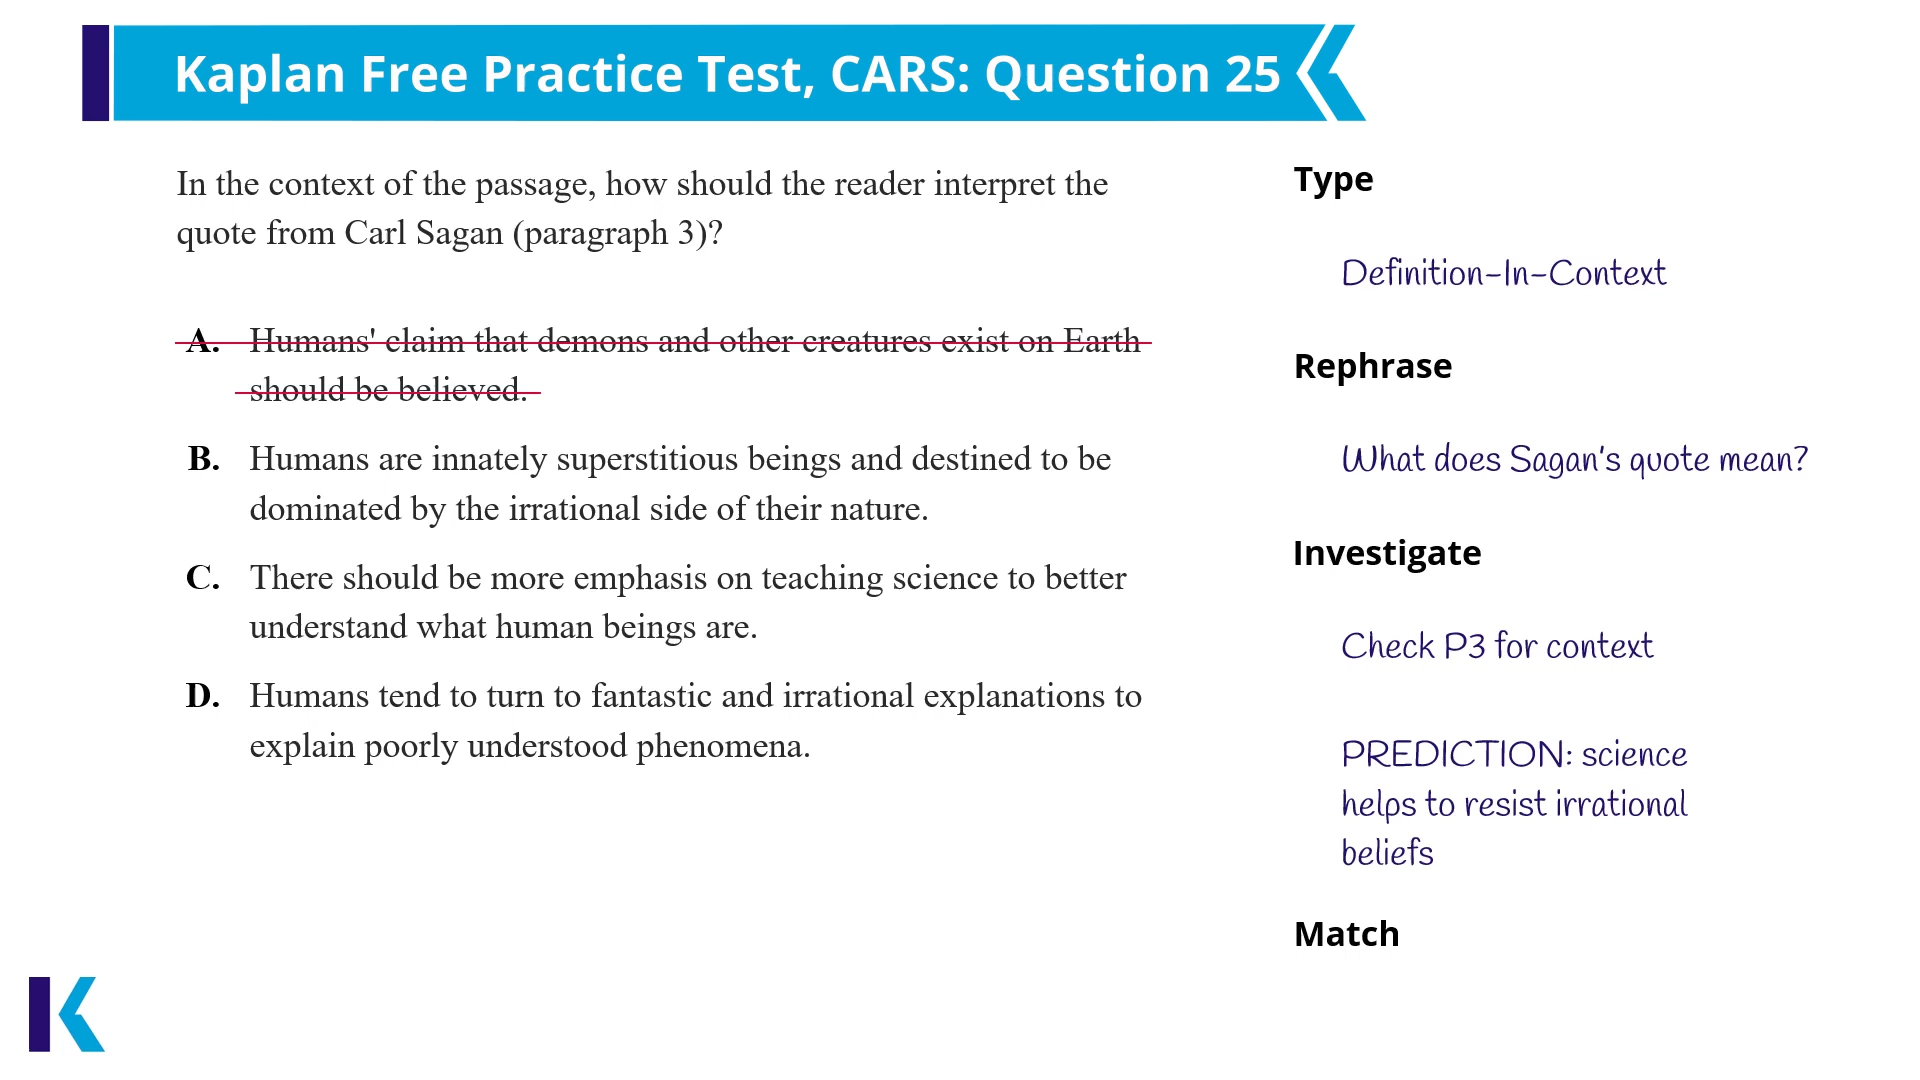 Kaplan Free Practice Test, CARS: Question 25
In the context of the passage, how should the reader interpret the
quote from Carl Sagan (paragraph 3)?
A. Humans' claim that demons and other creatures exist on Earth
should be believed.
B. Humans are innately superstitious beings and destined to be
dominated by the irrational side of their nature.
C. There should be more emphasis on teaching science to better
understand what human beings are.
D. Humans tend to turn to fantastic and irrational explanations to
explain poorly understood phenomena.
Type
Definition-In-Context
Rephrase
What does Sagan's quote mean?
Investigate
Check P3 for context
PREDICTION: science
helps to resist irrational
beliefs
Match
K